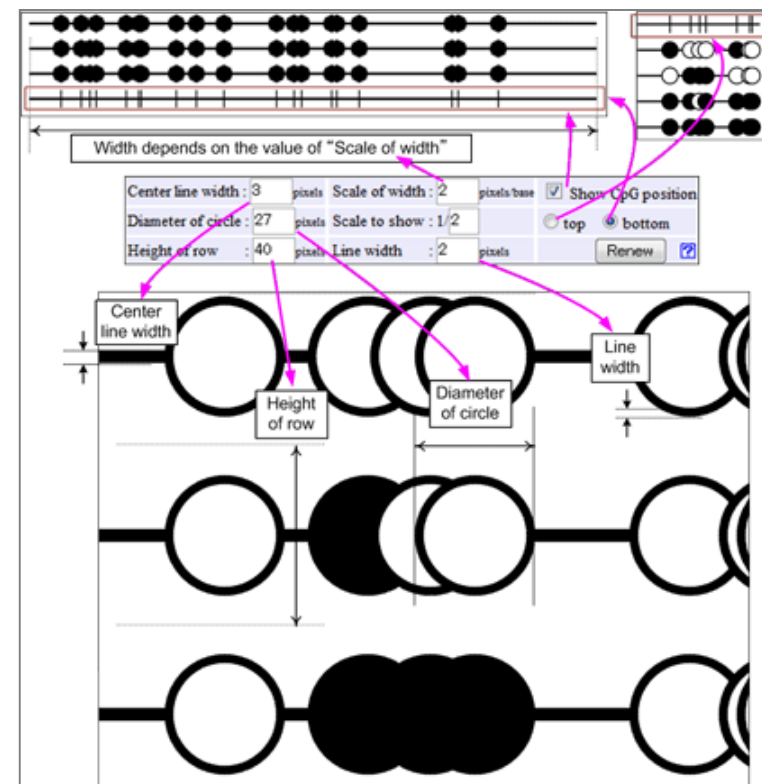 Width depends on the value of "Scale of width"
Center line width : 3 pixels Scale of width : 2 pixels/base Show CpG position
Diameter of circle : 27 pixels Scale to show : 1/2 top bottom
Height of row : 40 pixels Line width : 2 pixels Renew ?
Center
line width
Line
width
Height
of row
Diameter
of circle